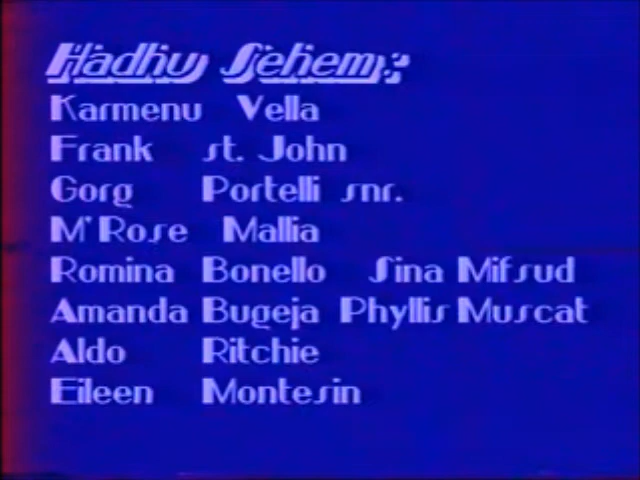 Hadhu Sehem:
Karmenu Vella
Frank st. John
Gorg Portelli snr.
M' Rose Mallia
Romina Bonello Sina Mifsud
Amanda Bugeja Phyllis Muscat
Aldo Ritchie
Eileen Montesin